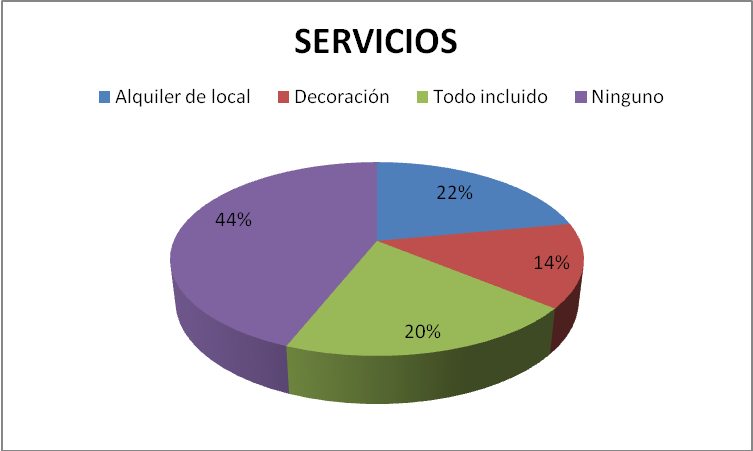 SERVICIOS
Alquiler de local Decoración Todo incluido Ninguno
22%
44%
14%
20%